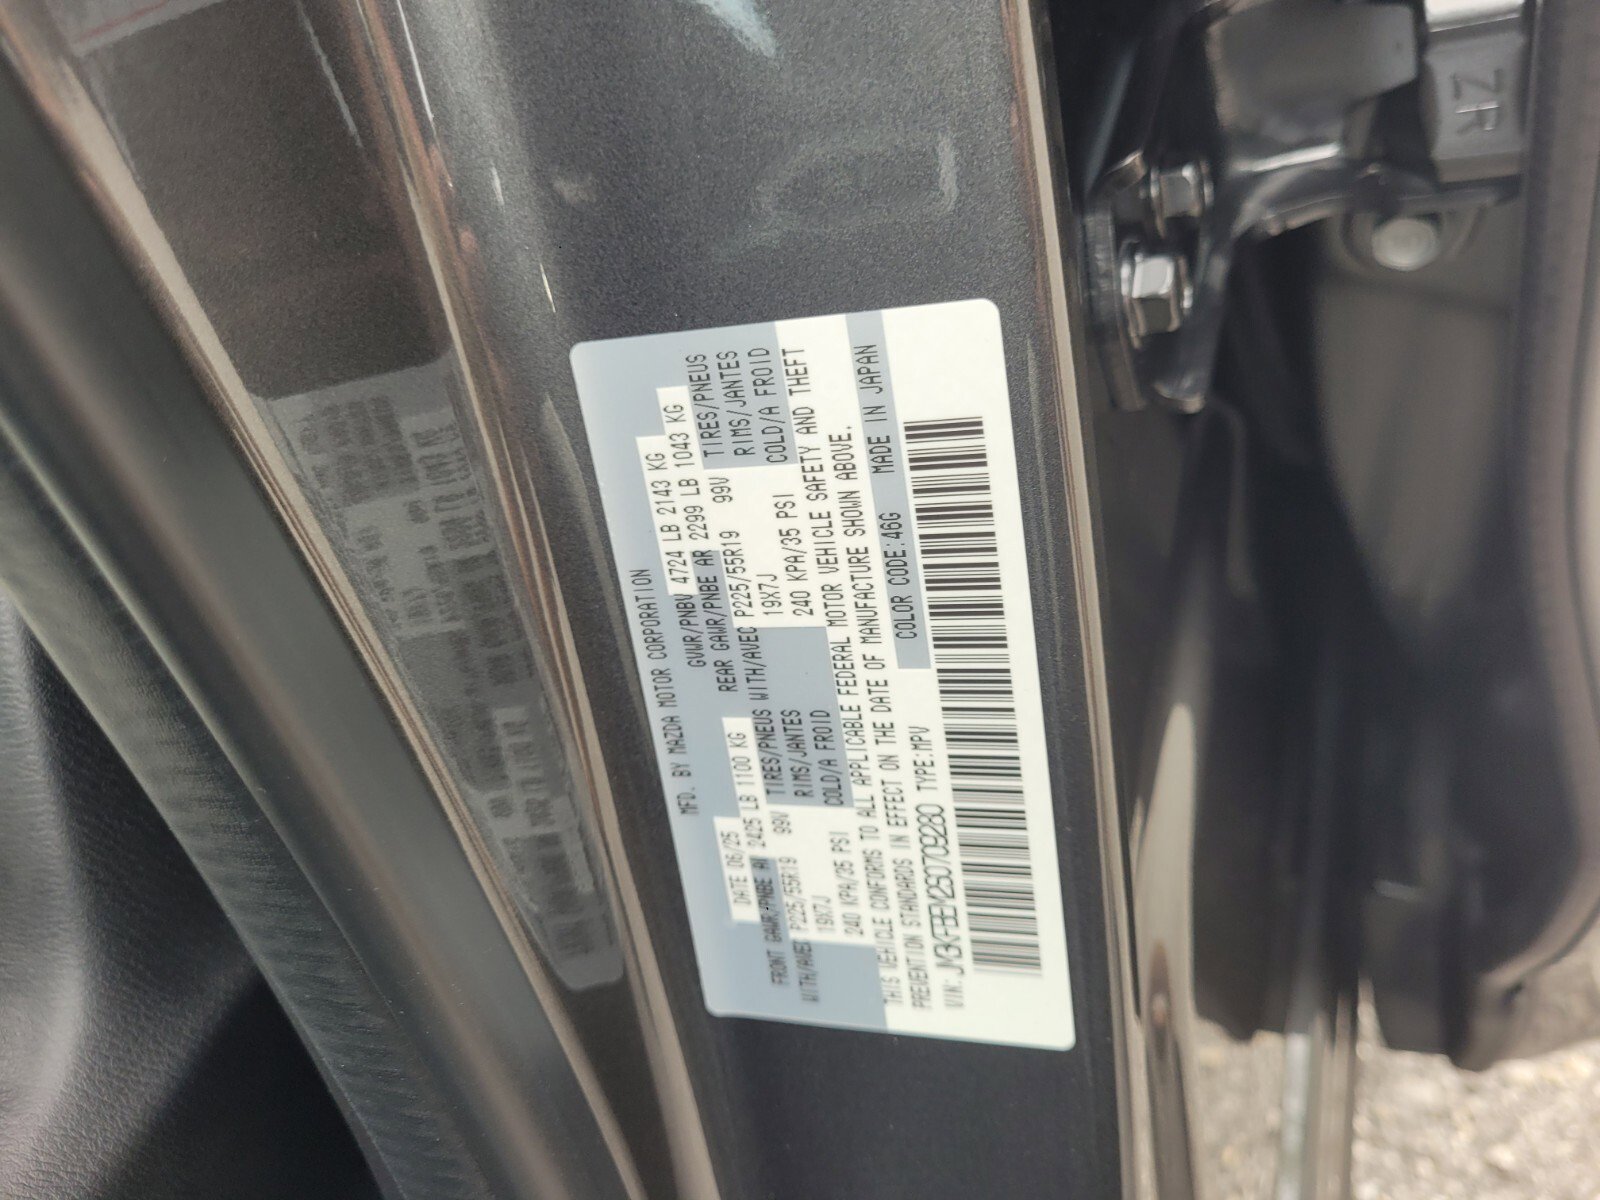 MFD. BY MAZDA MOTOR CORPORATION
DATE 06/25 GVWR/PNBV 4724 LB 2143 KG
FRONT GAWR/PNBE AV 2425 LB 1100 KG REAR GAWR/PNBE AR 2299 LB 1043 KG
WITH/AVEC P225/55R19 99V TIRES/PNEUS WITH/AVEC P225/55R19 99V TIRES/PNEUS
19X7J RIMS/JANTES 19X7J RIMS/JANTES
240 KPA/35 PSI COLD/A FROID 240 KPA/35 PSI COLD/A FROID
THIS VEHICLE CONFORMS TO ALL APPLICABLE FEDERAL MOTOR VEHICLE SAFETY AND THEFT
PREVENTION STANDARDS IN EFFECT ON THE DATE OF MANUFACTURE SHOWN ABOVE.
VIN:JM3KFBEM2S0709280 TYPE:MPV COLOR CODE:46G MADE IN JAPAN
ZR